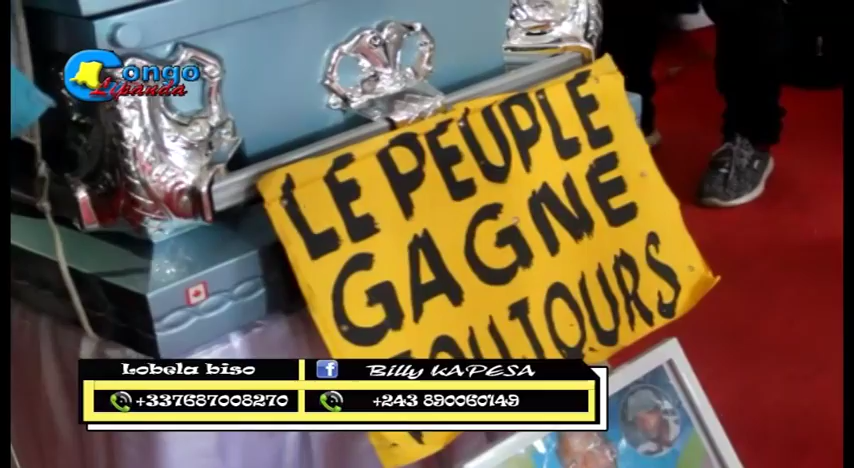 Congo
Lipanda
LE PEUPLE
GAGNE
TOUJOURS
Lobela biso
f
Billy KAPESA
+337687008270
+243 890060149